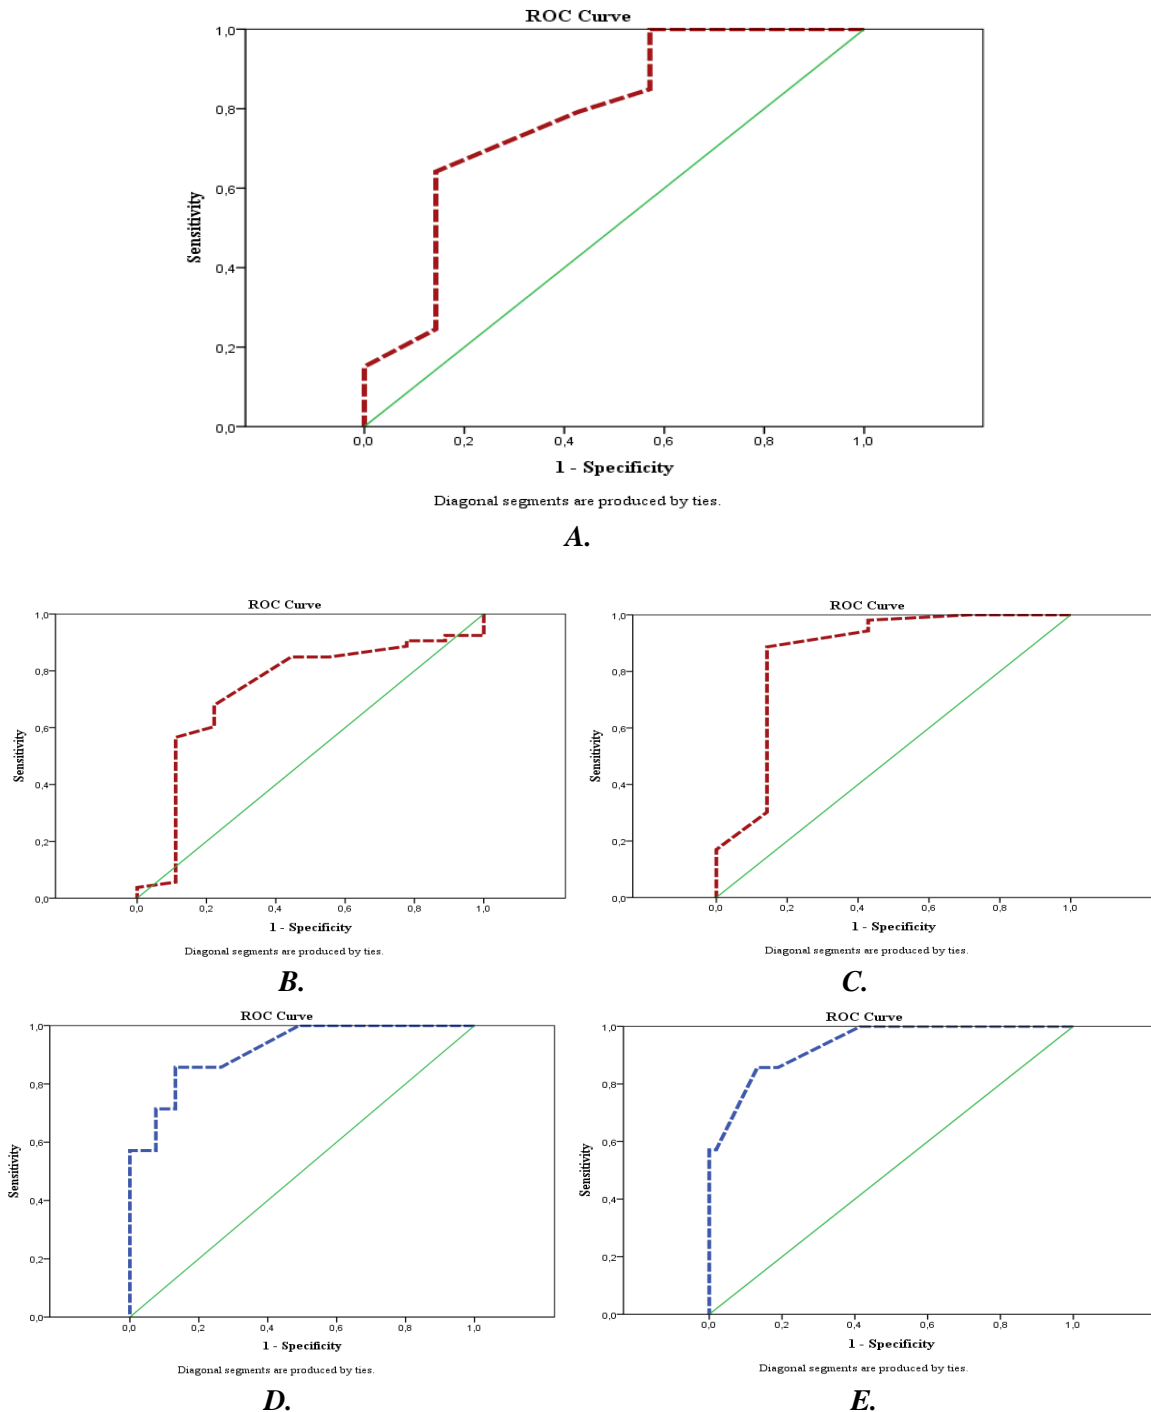 ROC Curve
1,0
0,8
0,6
0,4
0,2
0,0
Sensitivity
0,0 0,2 0,4 0,6 0,8 1,0
1 - Specificity
Diagonal segments are produced by ties.
A.
ROC Curve
1,0
0,8
0,6
0,4
0,2
0,0
Sensitivity
0,0 0,2 0,4 0,6 0,8 1,0
1 - Specificity
Diagonal segments are produced by ties.
B.
ROC Curve
1,0
0,8
0,6
0,4
0,2
0,0
Sensitivity
0,0 0,2 0,4 0,6 0,8 1,0
1 - Specificity
Diagonal segments are produced by ties.
C.
ROC Curve
1,0
0,8
0,6
0,4
0,2
0,0
Sensitivity
0,0 0,2 0,4 0,6 0,8 1,0
1 - Specificity
Diagonal segments are produced by ties.
D.
ROC Curve
1,0
0,8
0,6
0,4
0,2
0,0
Sensitivity
0,0 0,2 0,4 0,6 0,8 1,0
1 - Specificity
Diagonal segments are produced by ties.
E.